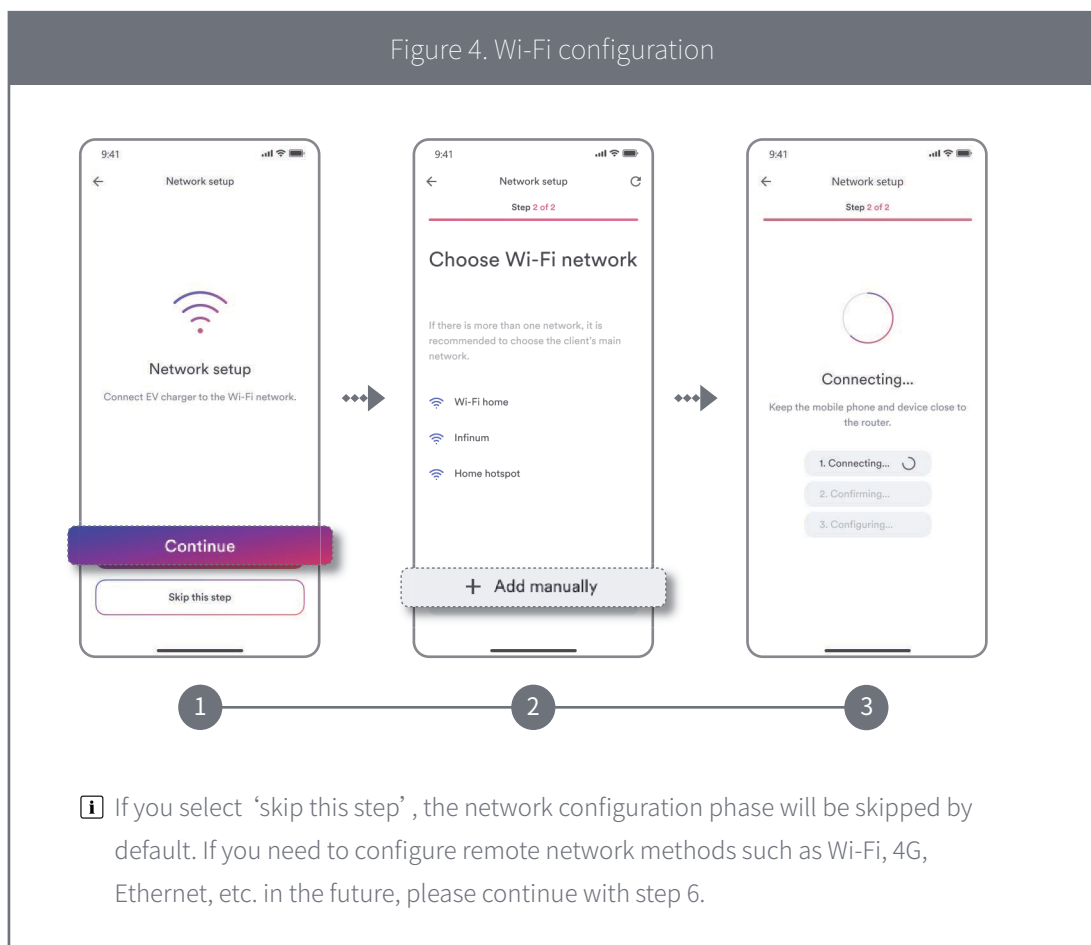 Figure 4. Wi-Fi configuration
9:41
Network setup
Network setup
Connect EV charger to the Wi-Fi network.
Continue
Skip this step
9:41
Network setup
Step 2 of 2
Choose Wi-Fi network
If there is more than one network, it is
recommended to choose the client's main
network.
Wi-Fi home
Infinum
Home hotspot
+ Add manually
9:41
Network setup
Step 2 of 2
Connecting...
Keep the mobile phone and device close to
the router.
1. Connecting...
2. Confirming...
3. Configuring...
1
2
3
i If you select ‘skip this step’, the network configuration phase will be skipped by
default. If you need to configure remote network methods such as Wi-Fi, 4G,
Ethernet, etc. in the future, please continue with step 6.